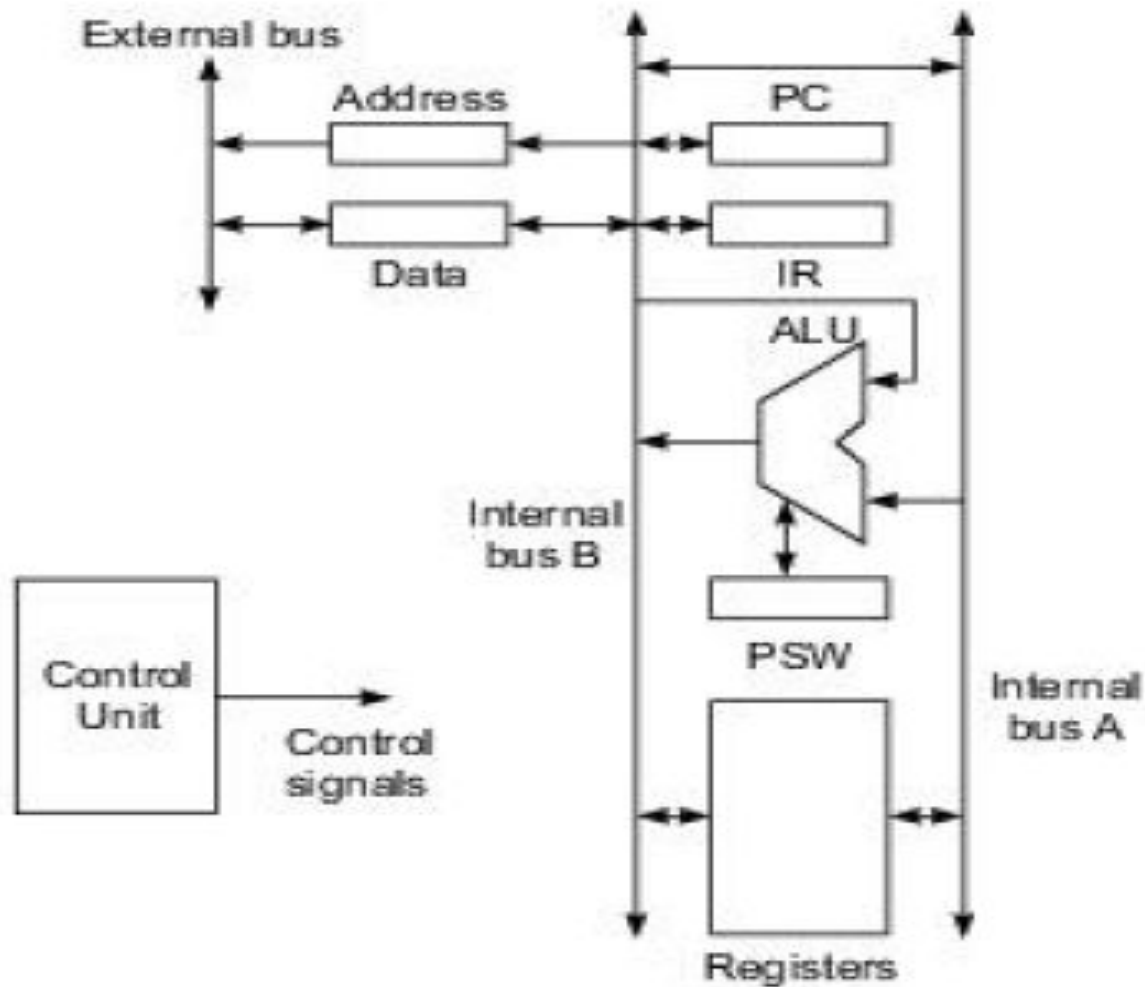 External bus
Address
PC
Data
IR
ALU
Internal
bus B
PSW
Control
Unit
Control
signals
Internal
bus A
Registers